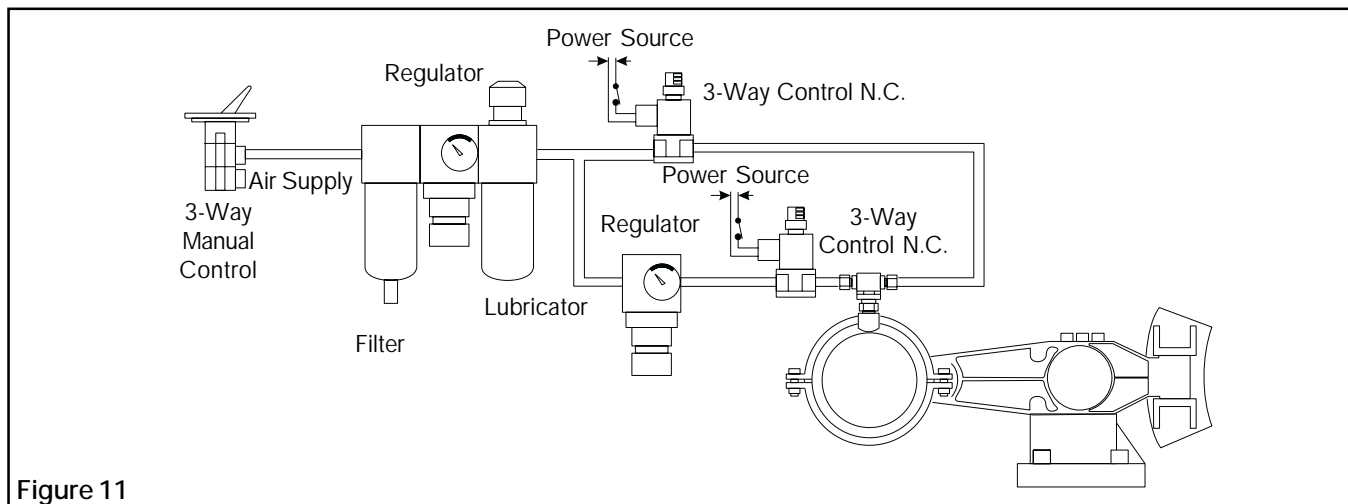 Power Source
Regulator
3-Way Control N.C.
Air Supply
Power Source
3-Way
Manual
Control
Regulator
3-Way
Control N.C.
Lubricator
Filter
Figure 11